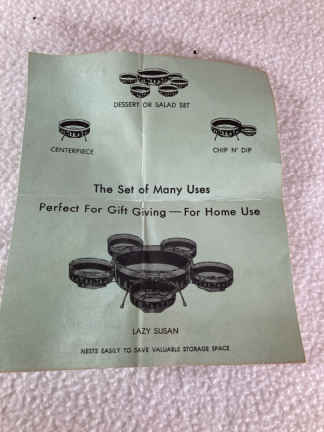 DESSERT OR SALAD SET
CENTERPIECE
CHIP N' DIP
The Set of Many Uses
Perfect For Gift Giving — For Home Use
LAZY SUSAN
NESTS EASILY TO SAVE VALUABLE STORAGE SPACE